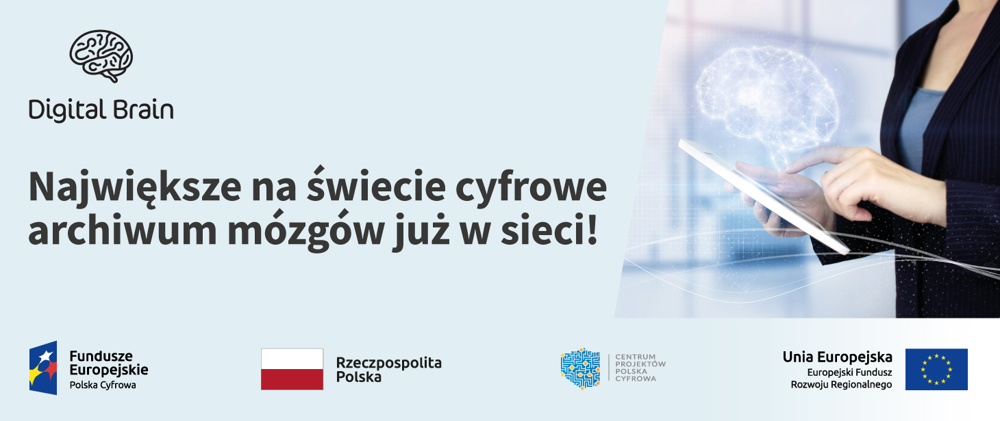 Digital Brain
Największe na świecie cyfrowe
archiwum mózgów już w sieci!
Fundusze
Europejskie
Polska Cyfrowa
Rzeczpospolita
Polska
CENTRUM
PROJEKTÓW
POLSKA
CYFROWA
Unia Europejska
Europejski Fundusz
Rozwoju Regionalnego